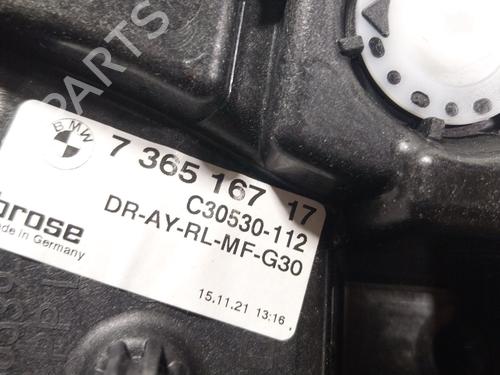 BMW
7 365 167 17
C30530-112
DR-AY-RL-MF-G30
brose
Made in Germany
15.11.21 13:16
PARTS